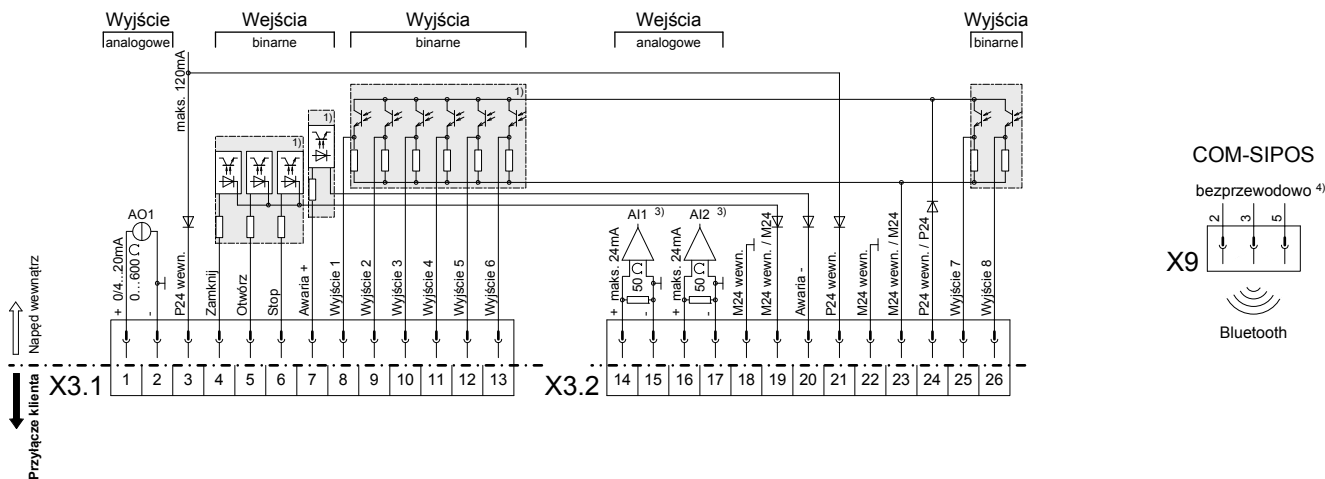 Wyjście
analogowe
Wejścia
binarne
Wyjścia
binarne
Wejścia
analogowe
Wyjścia
binarne
maks. 120mA
1)
1)
1)
AO1
+ 0/4...20mA
0...600 Ω
-
P24 wewn.
Zamknij
Otwórz
Stop
Awaria +
Wyjście 1
Wyjście 2
Wyjście 3
Wyjście 4
Wyjście 5
Wyjście 6
AI1 3)
AI2 3)
+ maks. 24mA
50 Ω
-
+ maks. 24mA
50 Ω
-
M24 wewn.
M24 wewn. / M24
Awaria -
P24 wewn.
M24 wewn.
M24 wewn. / M24
P24 wewn. / P24
Wyjście 7
Wyjście 8
Napęd wewnątrz
Przyłącze klienta
X3.1
1 2 3 4 5 6 7 8 9 10 11 12 13
X3.2
14 15 16 17 18 19 20 21 22 23 24 25 26
COM-SIPOS
bezprzewodowo 4)
2 3 5
X9
Bluetooth